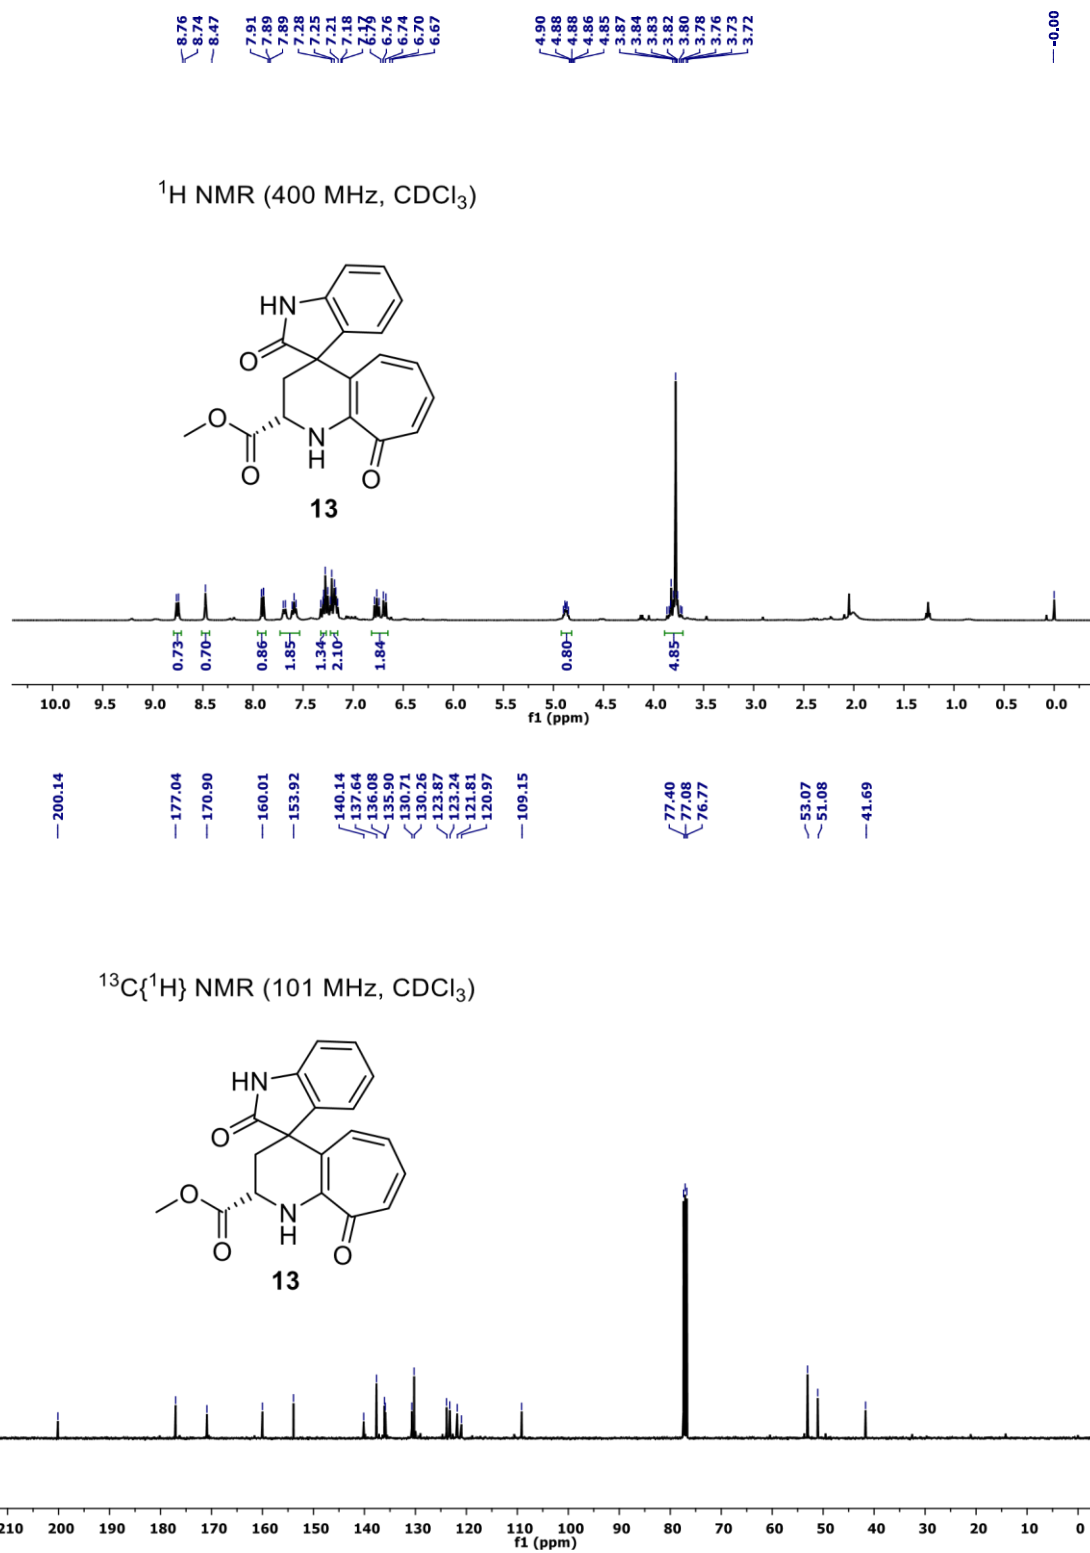 8.76 8.74 8.47 7.91 7.89 7.89 7.28 7.25 7.21 7.18 7.17 6.79 6.76 6.74 6.70 6.67 4.90 4.88 4.88 4.86 4.85 3.87 3.84 3.83 3.82 3.80 3.78 3.76 3.73 3.72 -0.00
¹H NMR (400 MHz, CDCl₃)
HN
O
O
N
H
O
O
13
0.73 0.70 0.86 1.85 1.34 2.10 1.84 0.80 4.85
10.0 9.5 9.0 8.5 8.0 7.5 7.0 6.5 6.0 5.5 5.0 4.5 4.0 3.5 3.0 2.5 2.0 1.5 1.0 0.5 0.0
f1 (ppm)
200.14 177.04 170.90 160.01 153.92 140.14 137.64 136.08 135.90 130.71 130.26 123.87 123.24 121.81 120.97 109.15 77.40 77.08 76.77 53.07 51.08 41.69
¹³C{¹H} NMR (101 MHz, CDCl₃)
HN
O
O
N
H
O
O
13
210 200 190 180 170 160 150 140 130 120 110 100 90 80 70 60 50 40 30 20 10 0
f1 (ppm)